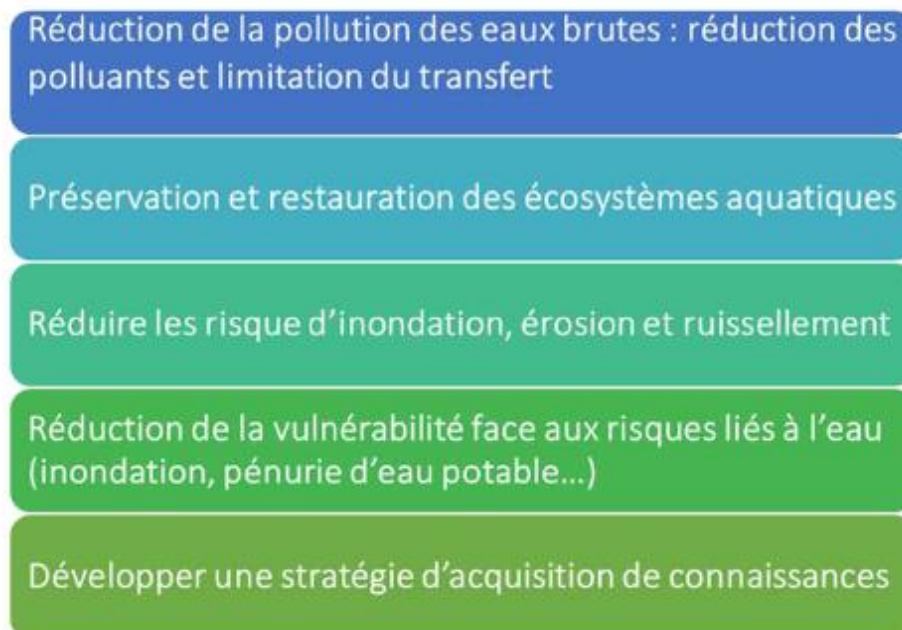 Réduction de la pollution des eaux brutes : réduction des
polluants et limitation du transfert
Préservation et restauration des écosystèmes aquatiques
Réduire les risque d’inondation, érosion et ruissellement
Réduction de la vulnérabilité face aux risques liés à l’eau
(inondation, pénurie d’eau potable…)
Développer une stratégie d’acquisition de connaissances